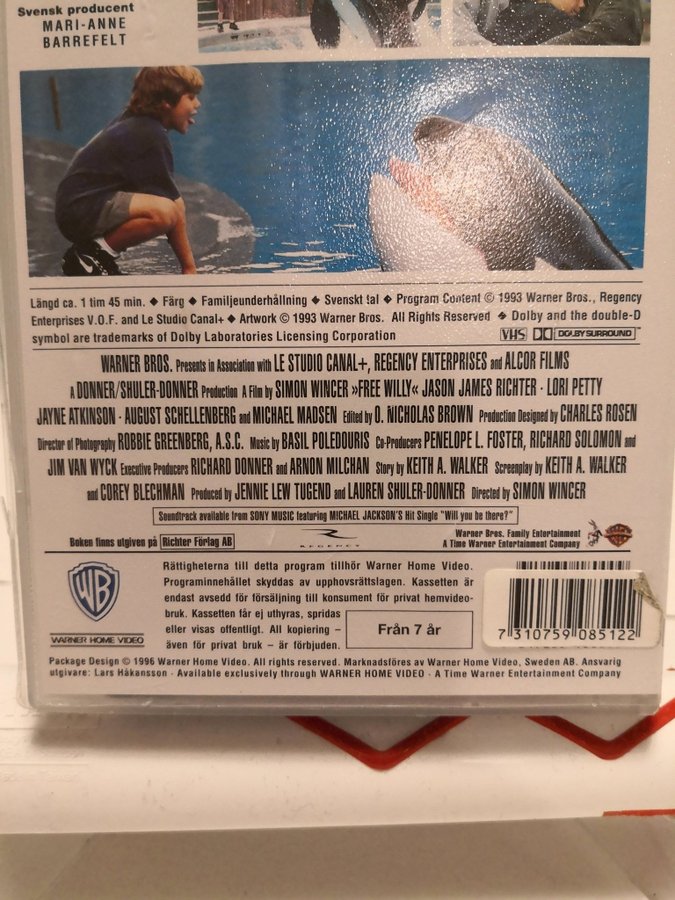 Svensk producent
MARI-ANNE
BARREFELT
Längd ca. 1 tim 45 min. ◆ Färg ◆ Familjeunderhållning ◆ Svenskt tal ◆ Program Content © 1993 Warner Bros., Regency
Enterprises V.O.F. and Le Studio Canal+ ◆ Artwork © 1993 Warner Bros. All Rights Reserved ◆ Dolby and the double-D
symbol are trademarks of Dolby Laboratories Licensing Corporation VHS DOLBY SURROUND
WARNER BROS. Presents in Association with LE STUDIO CANAL+, REGENCY ENTERPRISES and ALCOR FILMS
A DONNER/SHULER-DONNER Production A Film by SIMON WINCER »FREE WILLY« JASON JAMES RICHTER · LORI PETTY
JAYNE ATKINSON · AUGUST SCHELLENBERG and MICHAEL MADSEN Edited by O. NICHOLAS BROWN Production Designed by CHARLES ROSEN
Director of Photography ROBBIE GREENBERG, A.S.C. Music by BASIL POLEDOURIS Co-Producers PENELOPE L. FOSTER, RICHARD SOLOMON and
JIM VAN WYCK Executive Producers RICHARD DONNER and ARNON MILCHAN Story by KEITH A. WALKER Screenplay by KEITH A. WALKER
and COREY BLECHMAN Produced by JENNIE LEW TUGEND and LAUREN SHULER-DONNER Directed by SIMON WINCER
Soundtrack available from SONY MUSIC featuring MICHAEL JACKSON'S Hit Single "Will you be there?"
Boken finns utgiven på Richter Förlag AB
REGENCY
Warner Bros. Family Entertainment
A Time Warner Entertainment Company
WB
WARNER HOME VIDEO
Rättigheterna till detta program tillhör Warner Home Video.
Programinnehållet skyddas av upphovsrättslagen. Kassetten är
endast avsedd för försäljning till konsument för privat hemvideo-
bruk. Kassetten får ej uthyras, spridas
eller visas offentligt. All kopiering –
även för privat bruk – är förbjuden.
Från 7 år
7 310759 085122
Package Design © 1996 Warner Home Video. All rights reserved. Marknadsföres av Warner Home Video, Sweden AB. Ansvarig
utgivare: Lars Håkansson · Available exclusively through WARNER HOME VIDEO · A Time Warner Entertainment Company